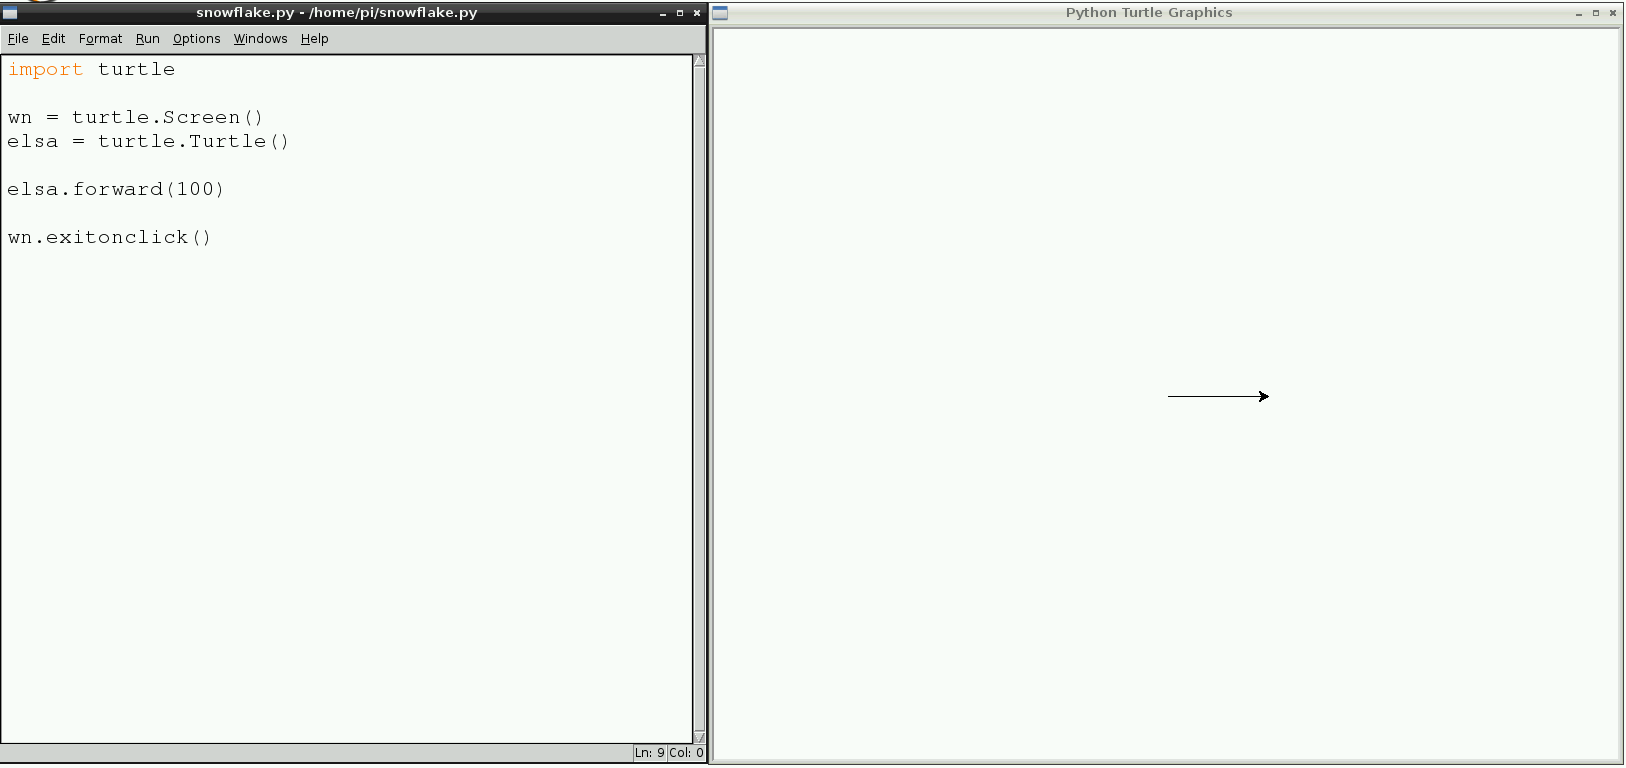 snowflake.py - /home/pi/snowflake.py
File Edit Format Run Options Windows Help
import turtle
wn = turtle.Screen()
elsa = turtle.Turtle()
elsa.forward(100)
wn.exitonclick()
Ln: 9 Col: 0
Python Turtle Graphics